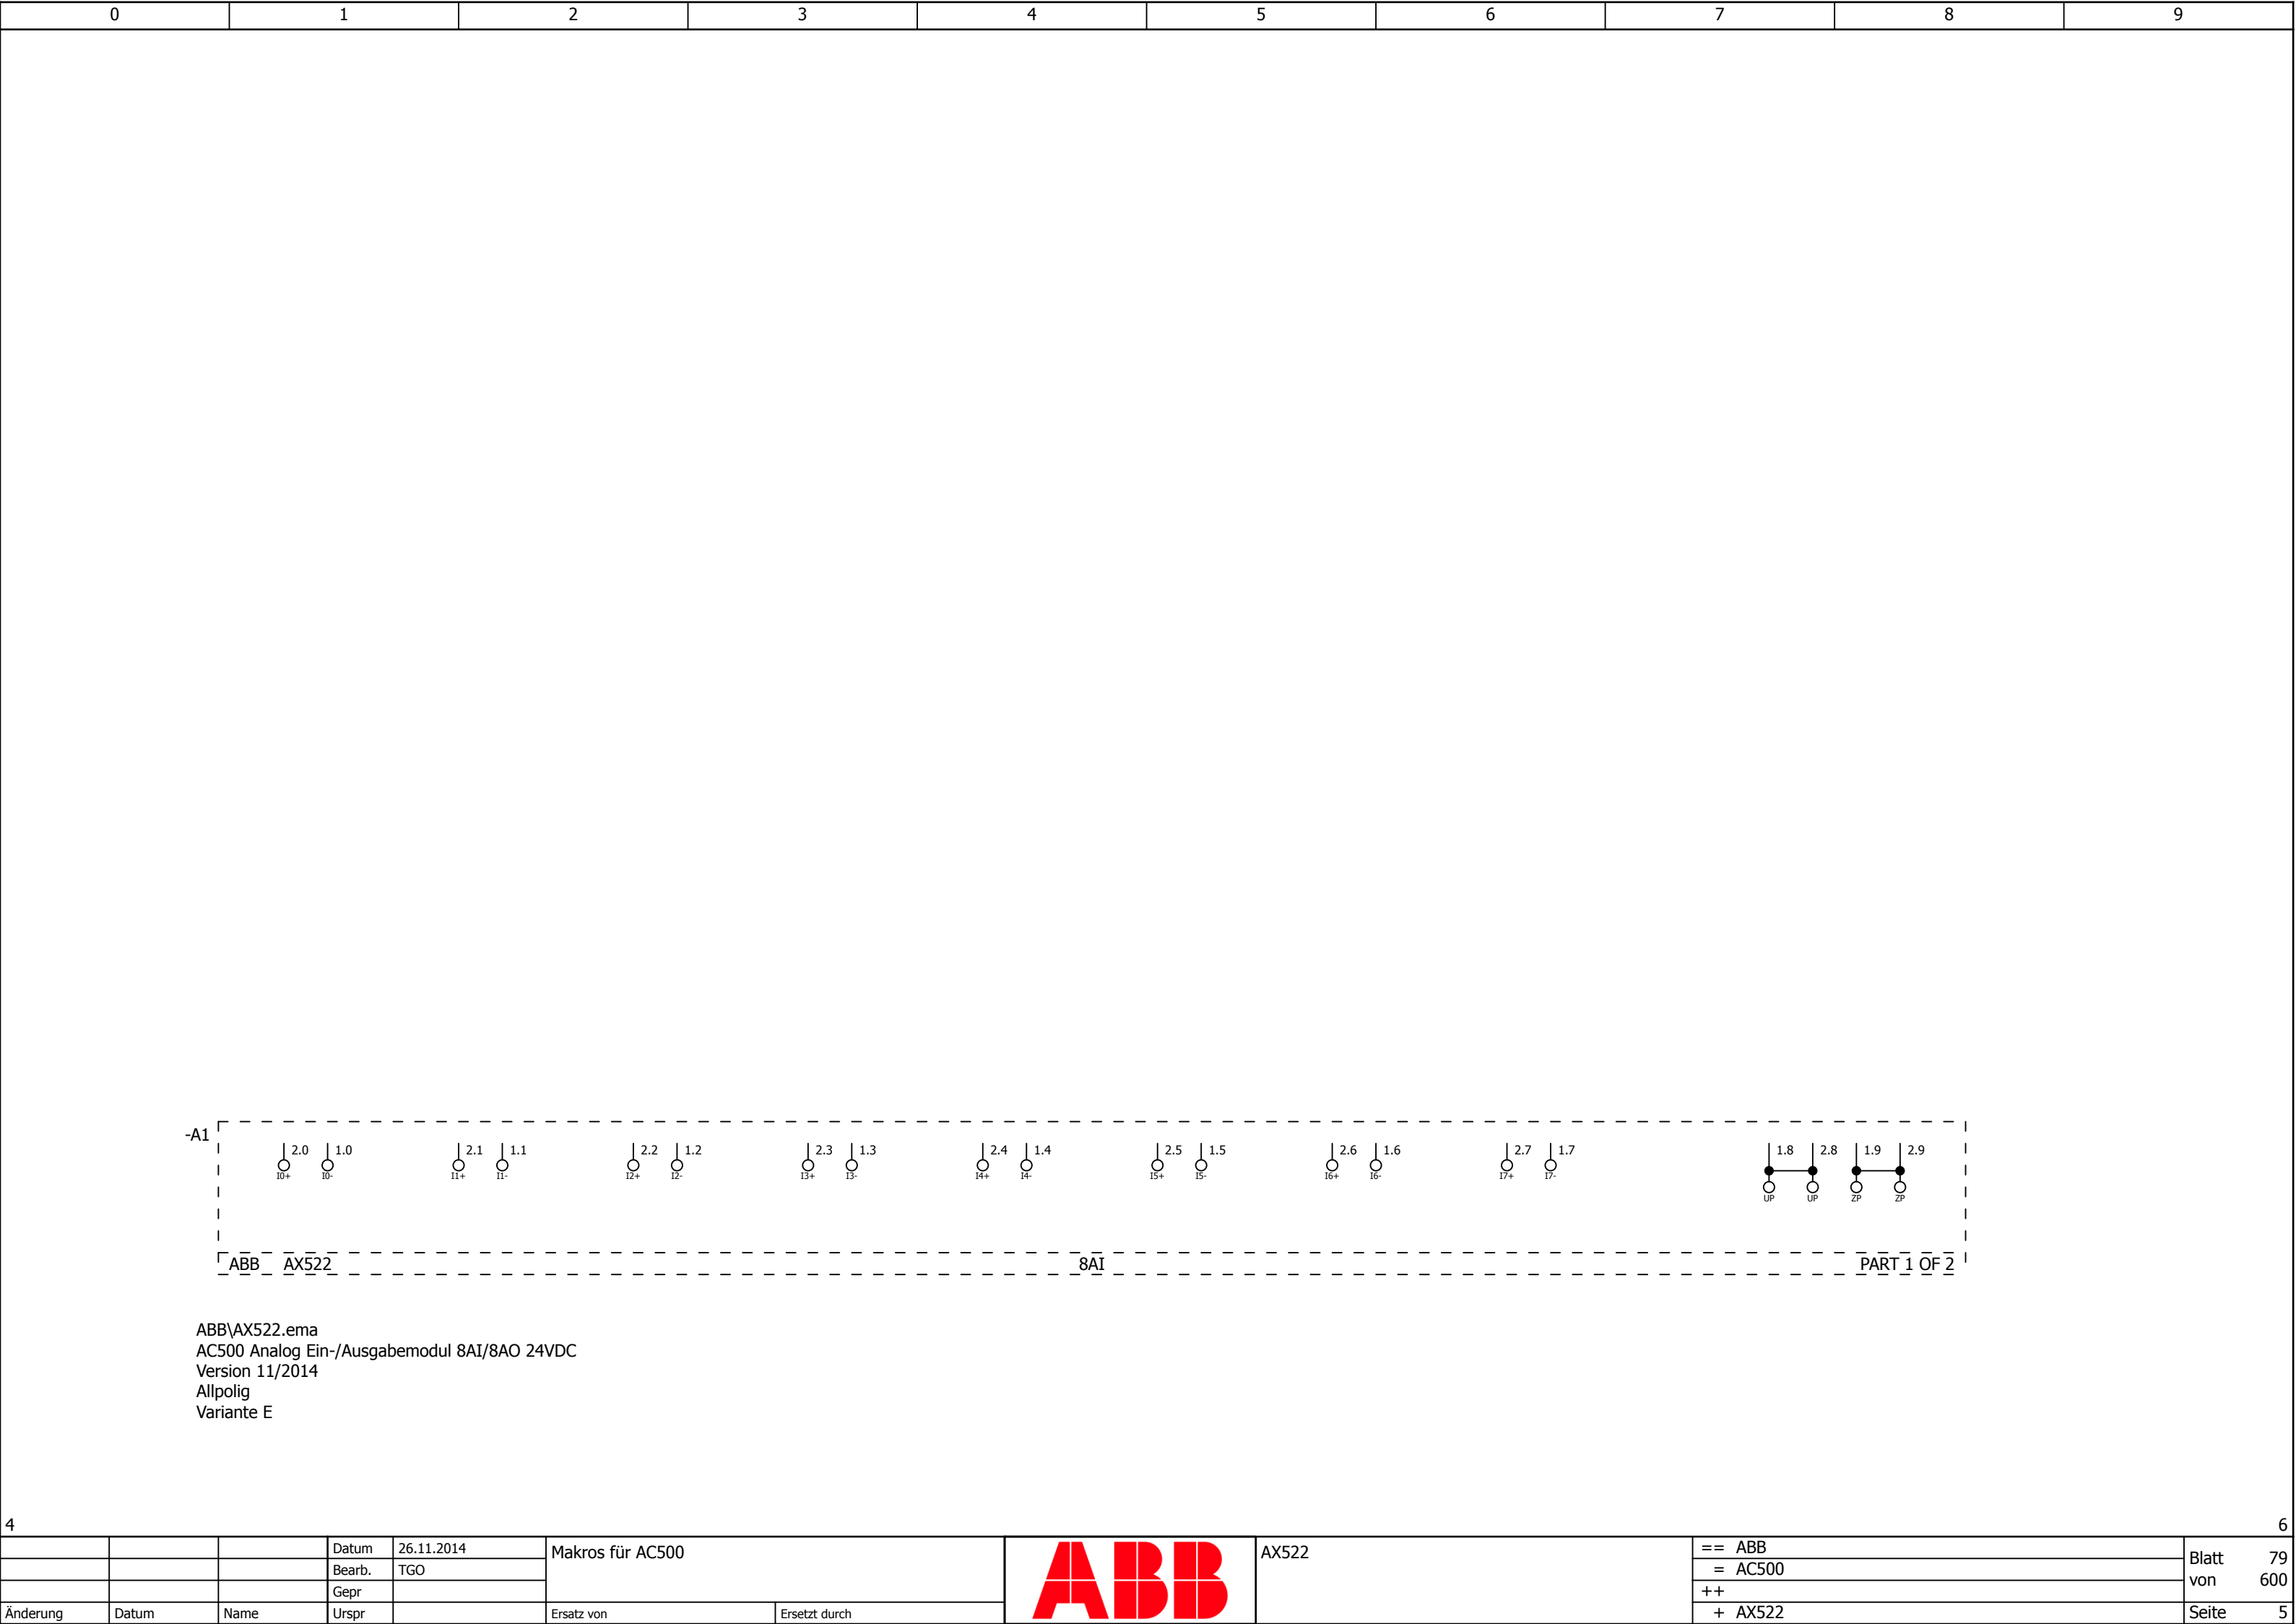 0 1 2 3 4 5 6 7 8 9
-A1
2.0 1.0 2.1 1.1 2.2 1.2 2.3 1.3 2.4 1.4 2.5 1.5 2.6 1.6 2.7 1.7 1.8 2.8 1.9 2.9
I0+ I0- I1+ I1- I2+ I2- I3+ I3- I4+ I4- I5+ I5- I6+ I6- I7+ I7-
UP UP ZP ZP
ABB AX522 8AI PART 1 OF 2
ABB\AX522.ema
AC500 Analog Ein-/Ausgabemodul 8AI/8AO 24VDC
Version 11/2014
Allpolig
Variante E
4 6
Datum 26.11.2014
Bearb. TGO
Gepr
Änderung Datum Name Urspr
Makros für AC500
Ersatz von Ersetzt durch
ABB
AX522
== ABB
= AC500
++
+ AX522
Blatt 79
von 600
Seite 5